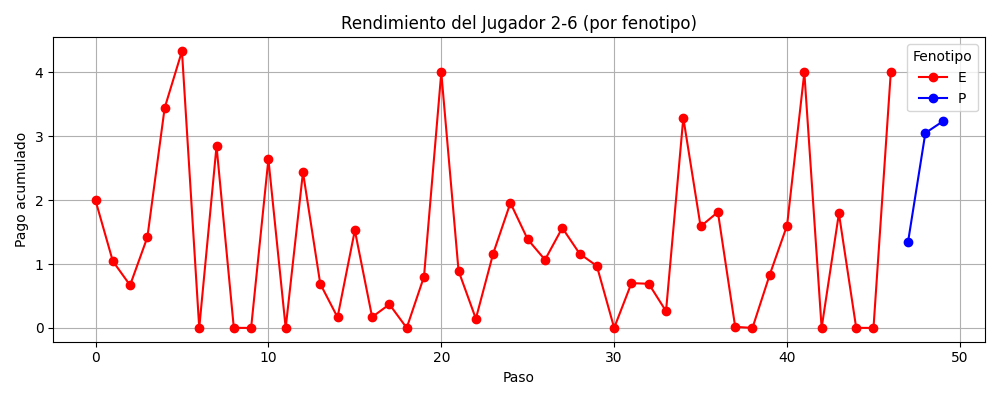 Rendimiento del Jugador 2-6 (por fenotipo)
Pago acumulado
4
3
2
1
0
Fenotipo
E
P
0 10 20 30 40 50
Paso